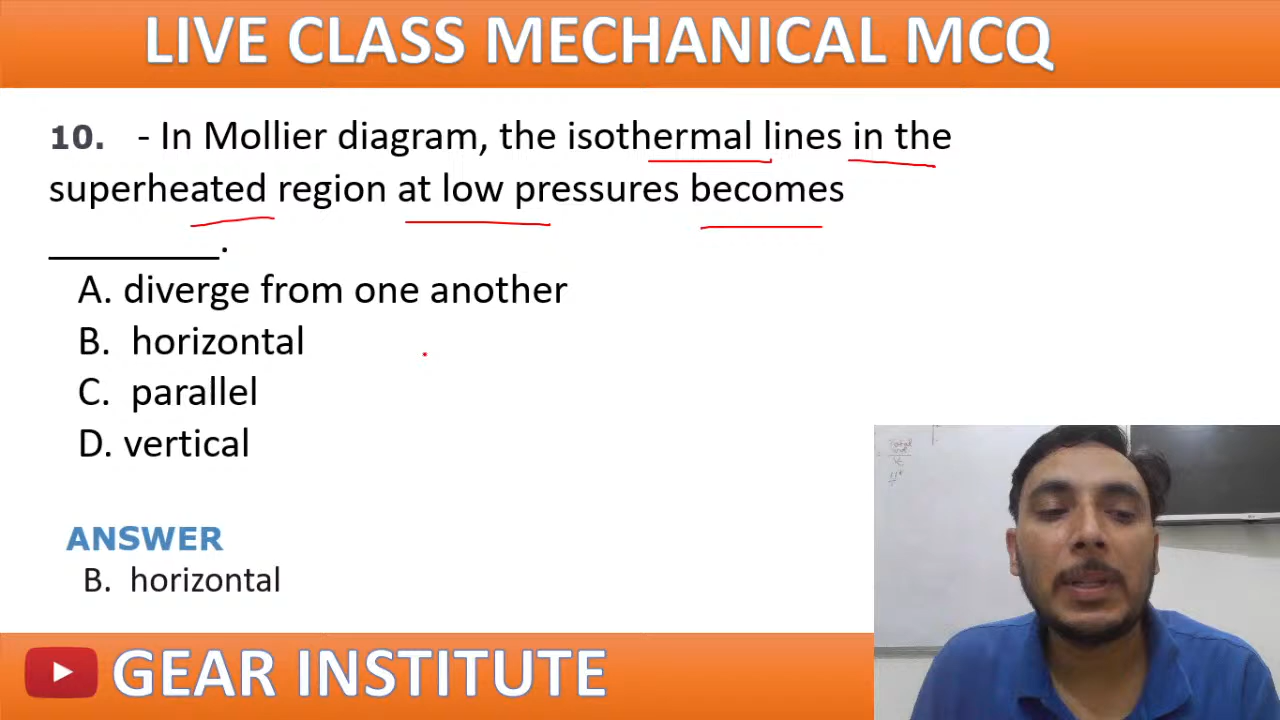 LIVE CLASS MECHANICAL MCQ
10. - In Mollier diagram, the isothermal lines in the
superheated region at low pressures becomes
________.
A. diverge from one another
B. horizontal
C. parallel
D. vertical
ANSWER
B. horizontal
GEAR INSTITUTE